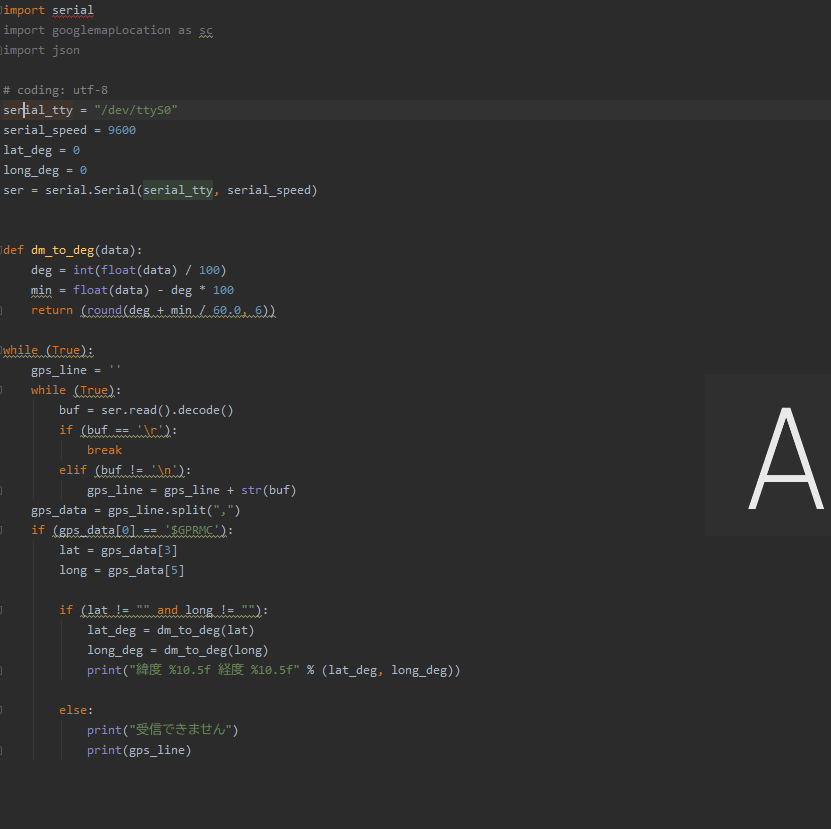 import serial
import googlemapLocation as sc
import json
# coding: utf-8
serial_tty = "/dev/ttyS0"
serial_speed = 9600
lat_deg = 0
long_deg = 0
ser = serial.Serial(serial_tty, serial_speed)
def dm_to_deg(data):
    deg = int(float(data) / 100)
    min = float(data) - deg * 100
    return (round(deg + min / 60.0, 6))
while (True):
    gps_line = ''
    while (True):
        buf = ser.read().decode()
        if (buf == '\r'):
            break
        elif (buf != '\n'):
            gps_line = gps_line + str(buf)
    gps_data = gps_line.split(",")
    if (gps_data[0] == '$GPRMC'):
        lat = gps_data[3]
        long = gps_data[5]
        if (lat != "" and long != ""):
            lat_deg = dm_to_deg(lat)
            long_deg = dm_to_deg(long)
            print("緯度 %10.5f 経度 %10.5f" % (lat_deg, long_deg))
        else:
            print("受信できません")
            print(gps_line)
A